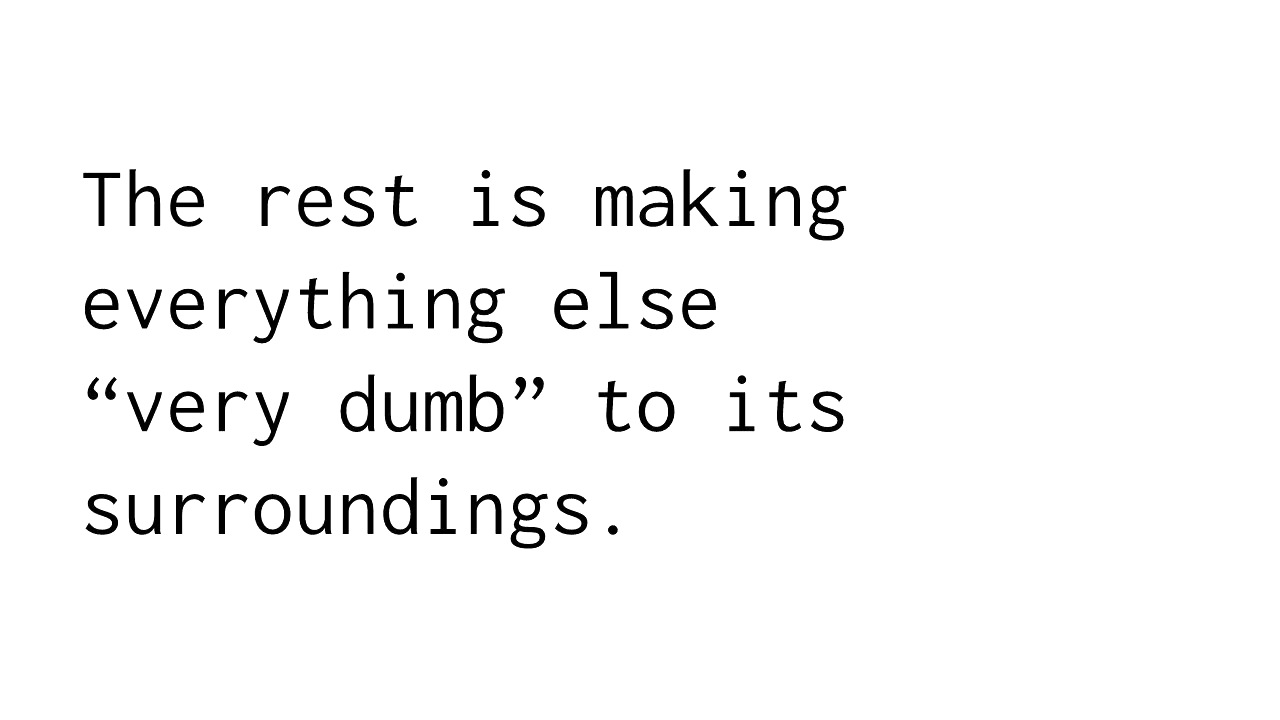 The rest is making
everything else
“very dumb” to its
surroundings.